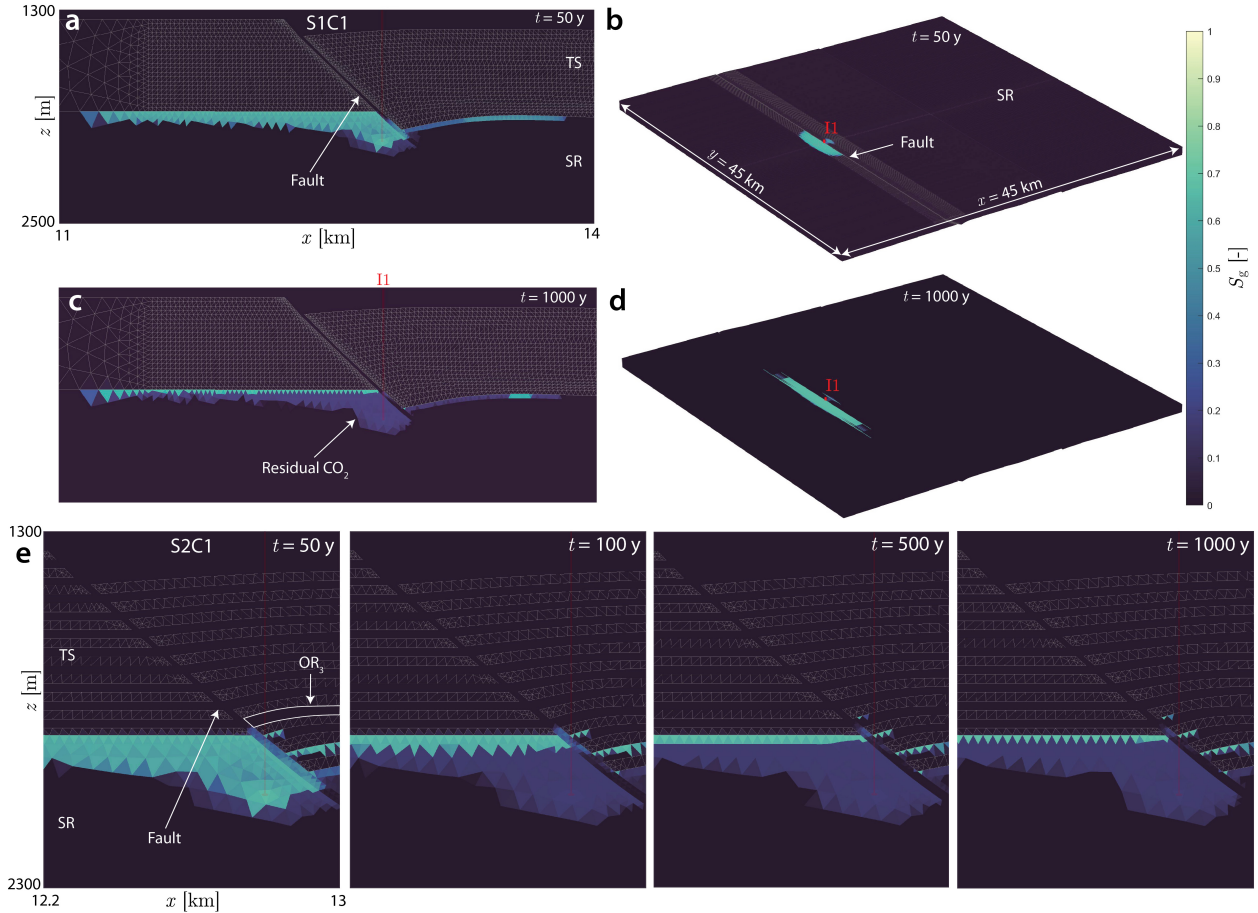 a
S1C1
t = 50 y
1300
TS
z [m]
Fault
SR
2500
11
x [km]
14
b
t = 50 y
SR
I1
Fault
y = 45 km
x = 45 km
1
0.9
0.8
0.7
0.6
0.5
0.4
0.3
0.2
0.1
0
S_g [-]
c
I1
t = 1000 y
Residual CO₂
d
t = 1000 y
I1
e
1300
S2C1
t = 50 y
TS
OR₃
z [m]
SR
Fault
2300
12.2
x [km]
13
t = 100 y
t = 500 y
t = 1000 y